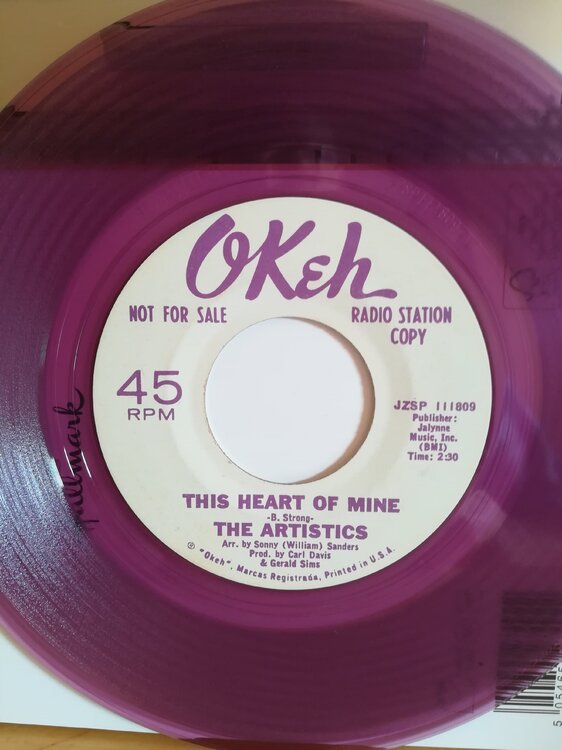 OKeh
NOT FOR SALE
RADIO STATION
COPY
45
RPM
JZSP 111809
Publisher:
Jalynne
Music, Inc.
(BMI)
Time: 2:30
THIS HEART OF MINE
-B. Strong-
THE ARTISTICS
Arr. by Sonny (William) Sanders
Prod. by Carl Davis
& Gerald Sims
℗ "Okeh", Marcas Registrada, Printed in U.S.A.